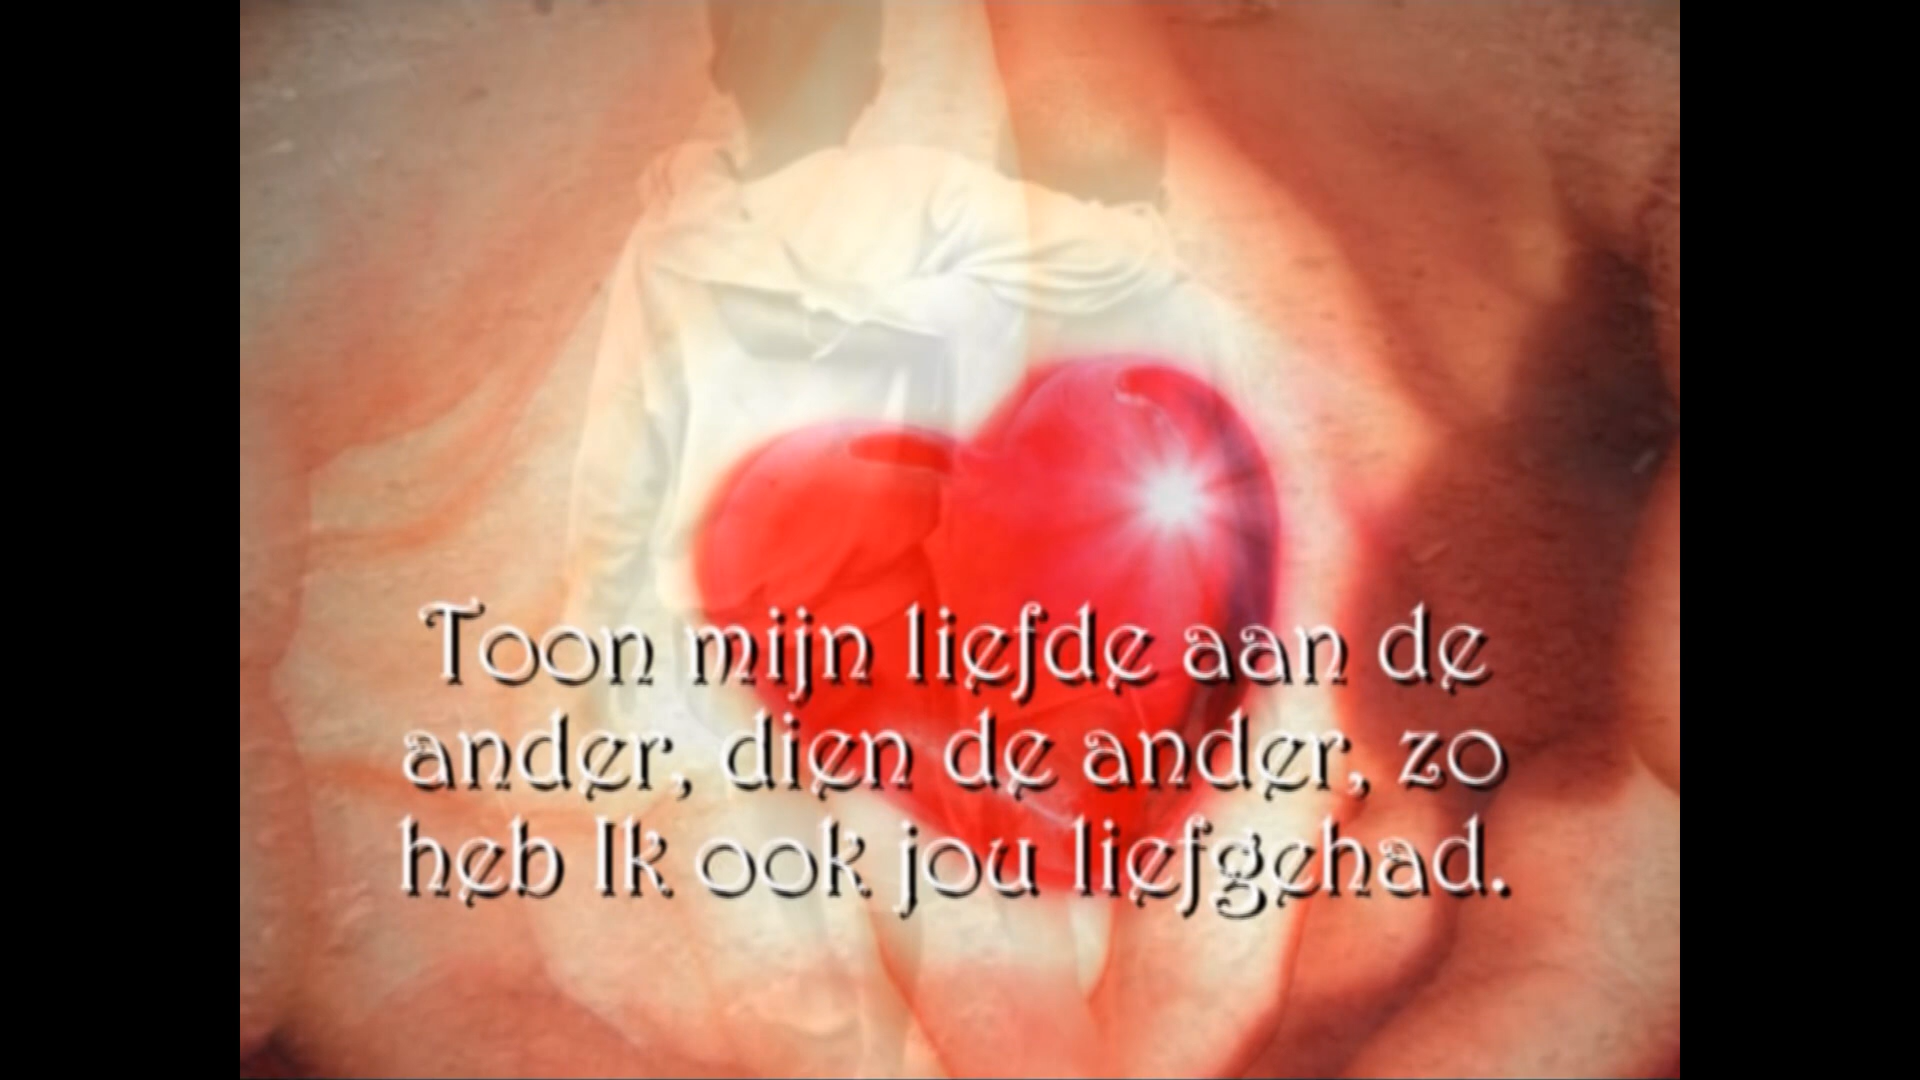 Toon mijn liefde aan de
ander, dien de ander, zo
heb Ik ook jou liefgehad.